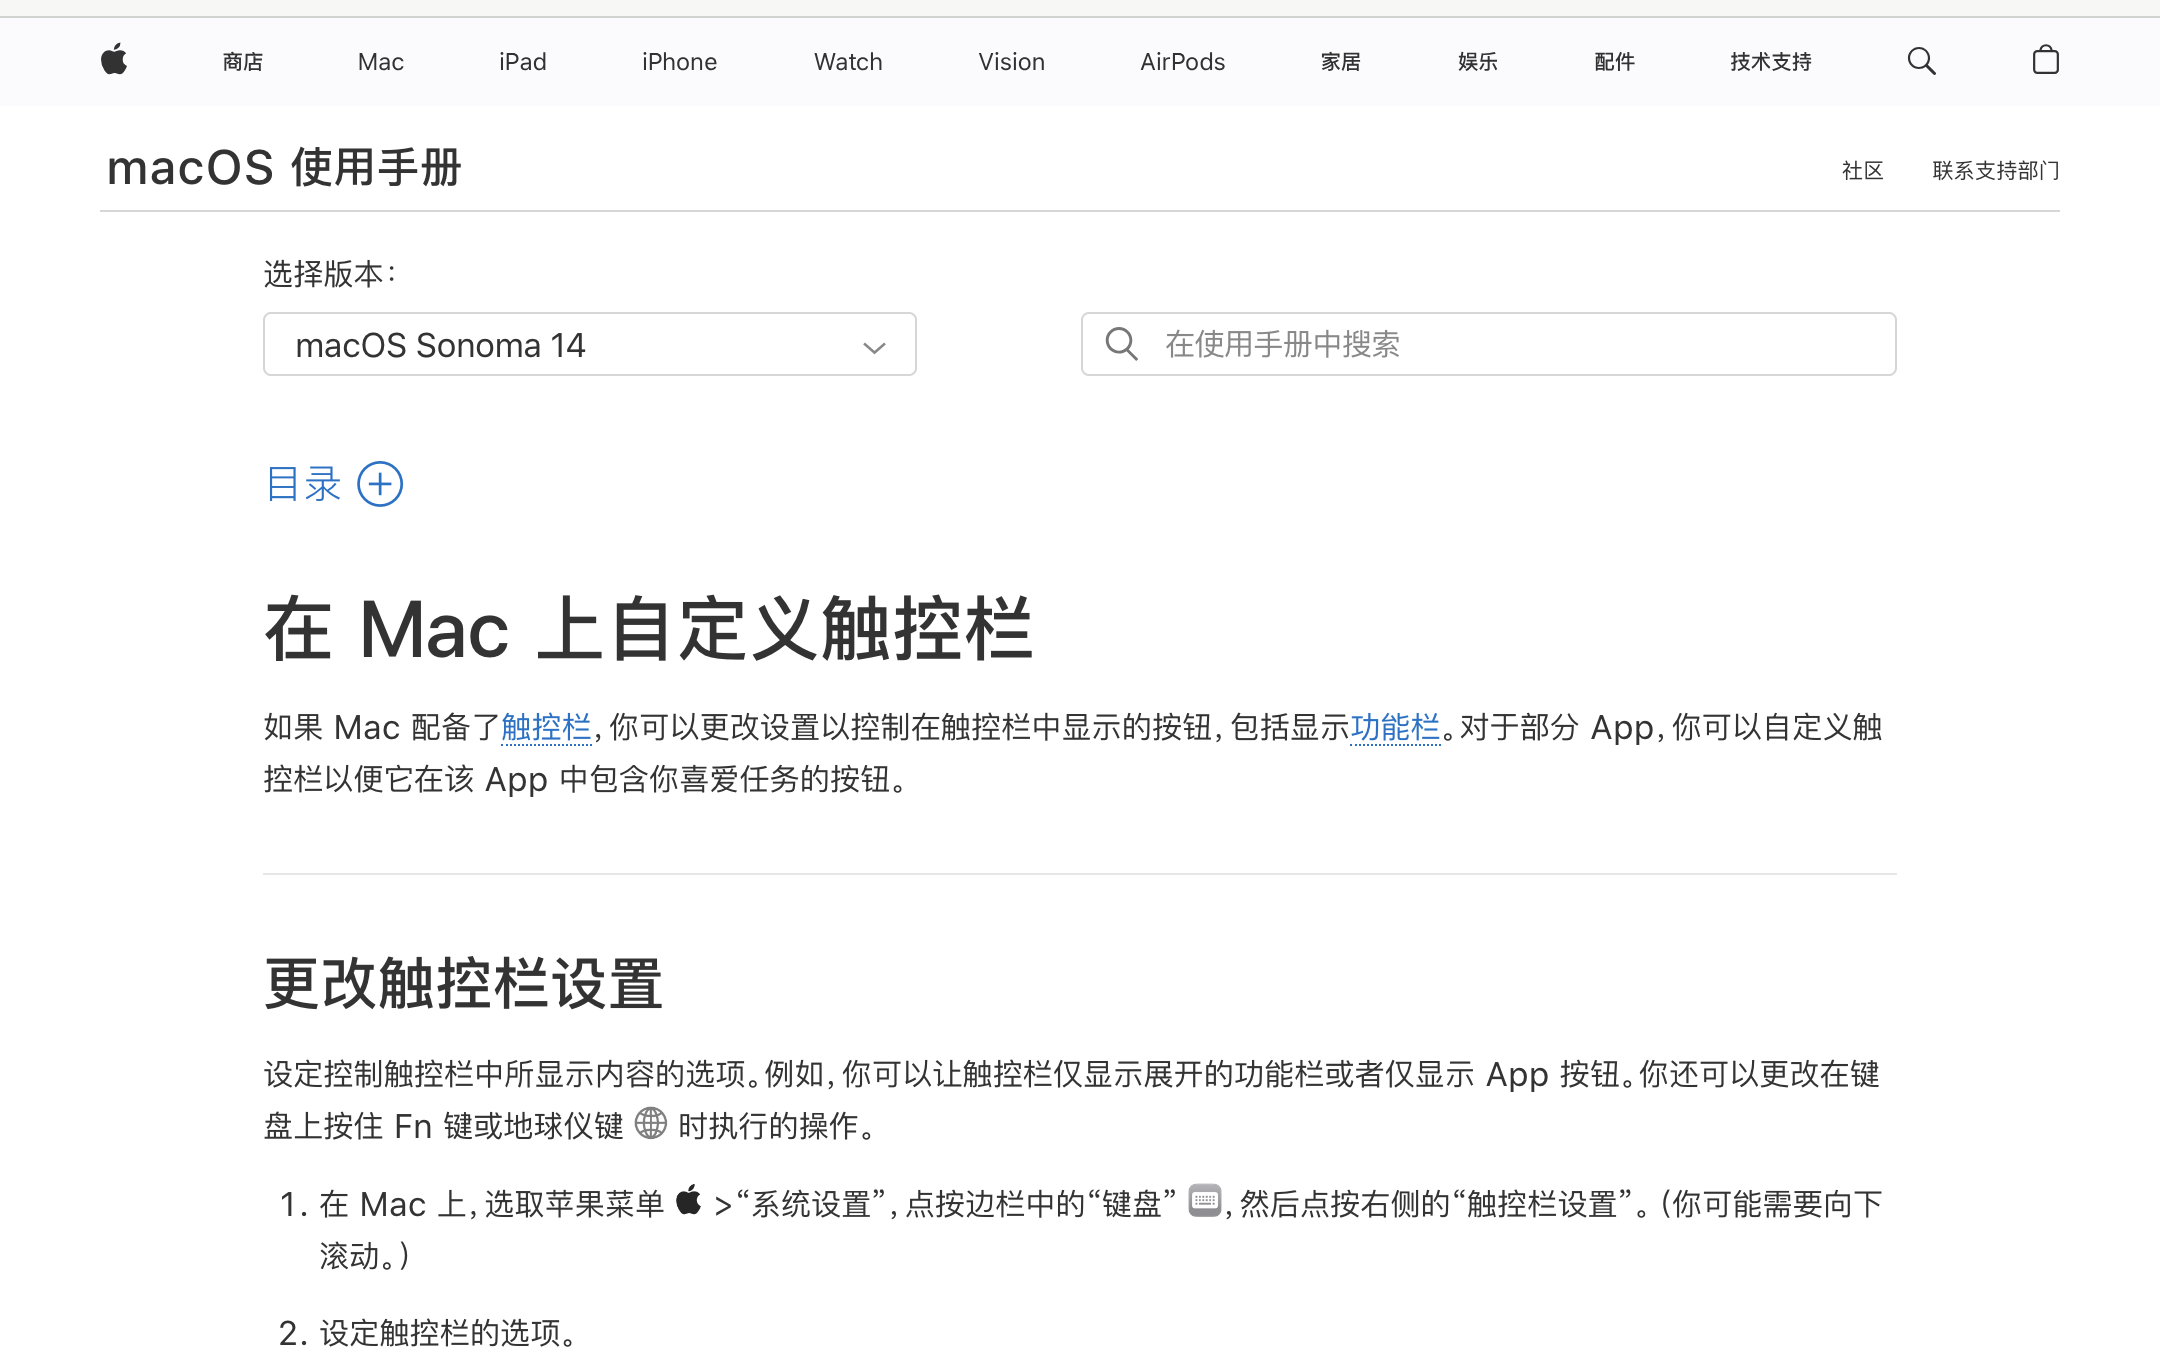 商店 Mac iPad iPhone Watch Vision AirPods 家居 娱乐 配件 技术支持
macOS 使用手册
社区 联系支持部门
选择版本：
macOS Sonoma 14
在使用手册中搜索
目录
在 Mac 上自定义触控栏
如果 Mac 配备了触控栏，你可以更改设置以控制在触控栏中显示的按钮，包括显示功能栏。对于部分 App，你可以自定义触
控栏以便它在该 App 中包含你喜爱任务的按钮。
更改触控栏设置
设定控制触控栏中所显示内容的选项。例如，你可以让触控栏仅显示展开的功能栏或者仅显示 App 按钮。你还可以更改在键
盘上按住 Fn 键或地球仪键 时执行的操作。
1. 在 Mac 上，选取苹果菜单 >“系统设置”，点按边栏中的“键盘” ，然后点按右侧的“触控栏设置”。（你可能需要向下
滚动。）
2. 设定触控栏的选项。